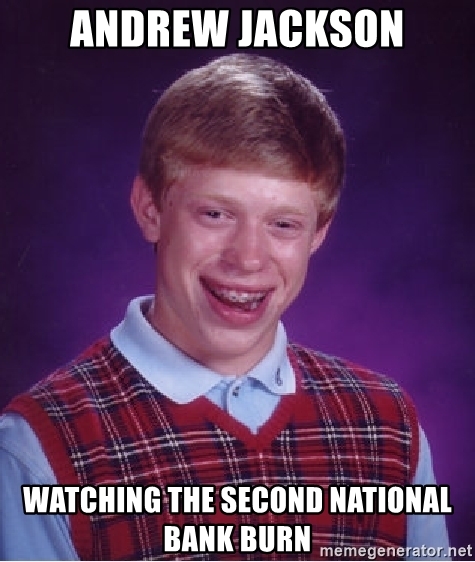 ANDREW JACKSON
WATCHING THE SECOND NATIONAL
BANK BURN
memegenerator.net